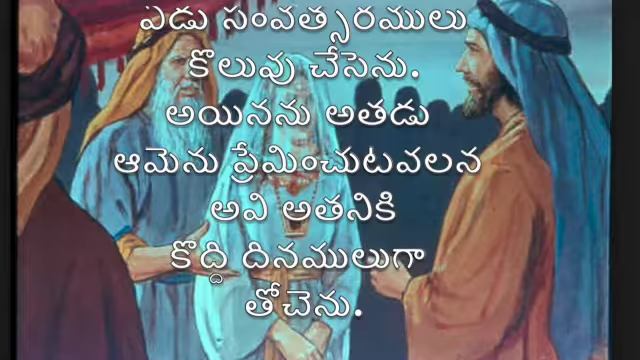 ఏడు సంవత్సరములు
కొలువు చేసెను.
అయినను అతడు
ఆమెను ప్రేమించుటవలన
అవి అతనికి
కొద్ది దినములుగా
తోచెను.